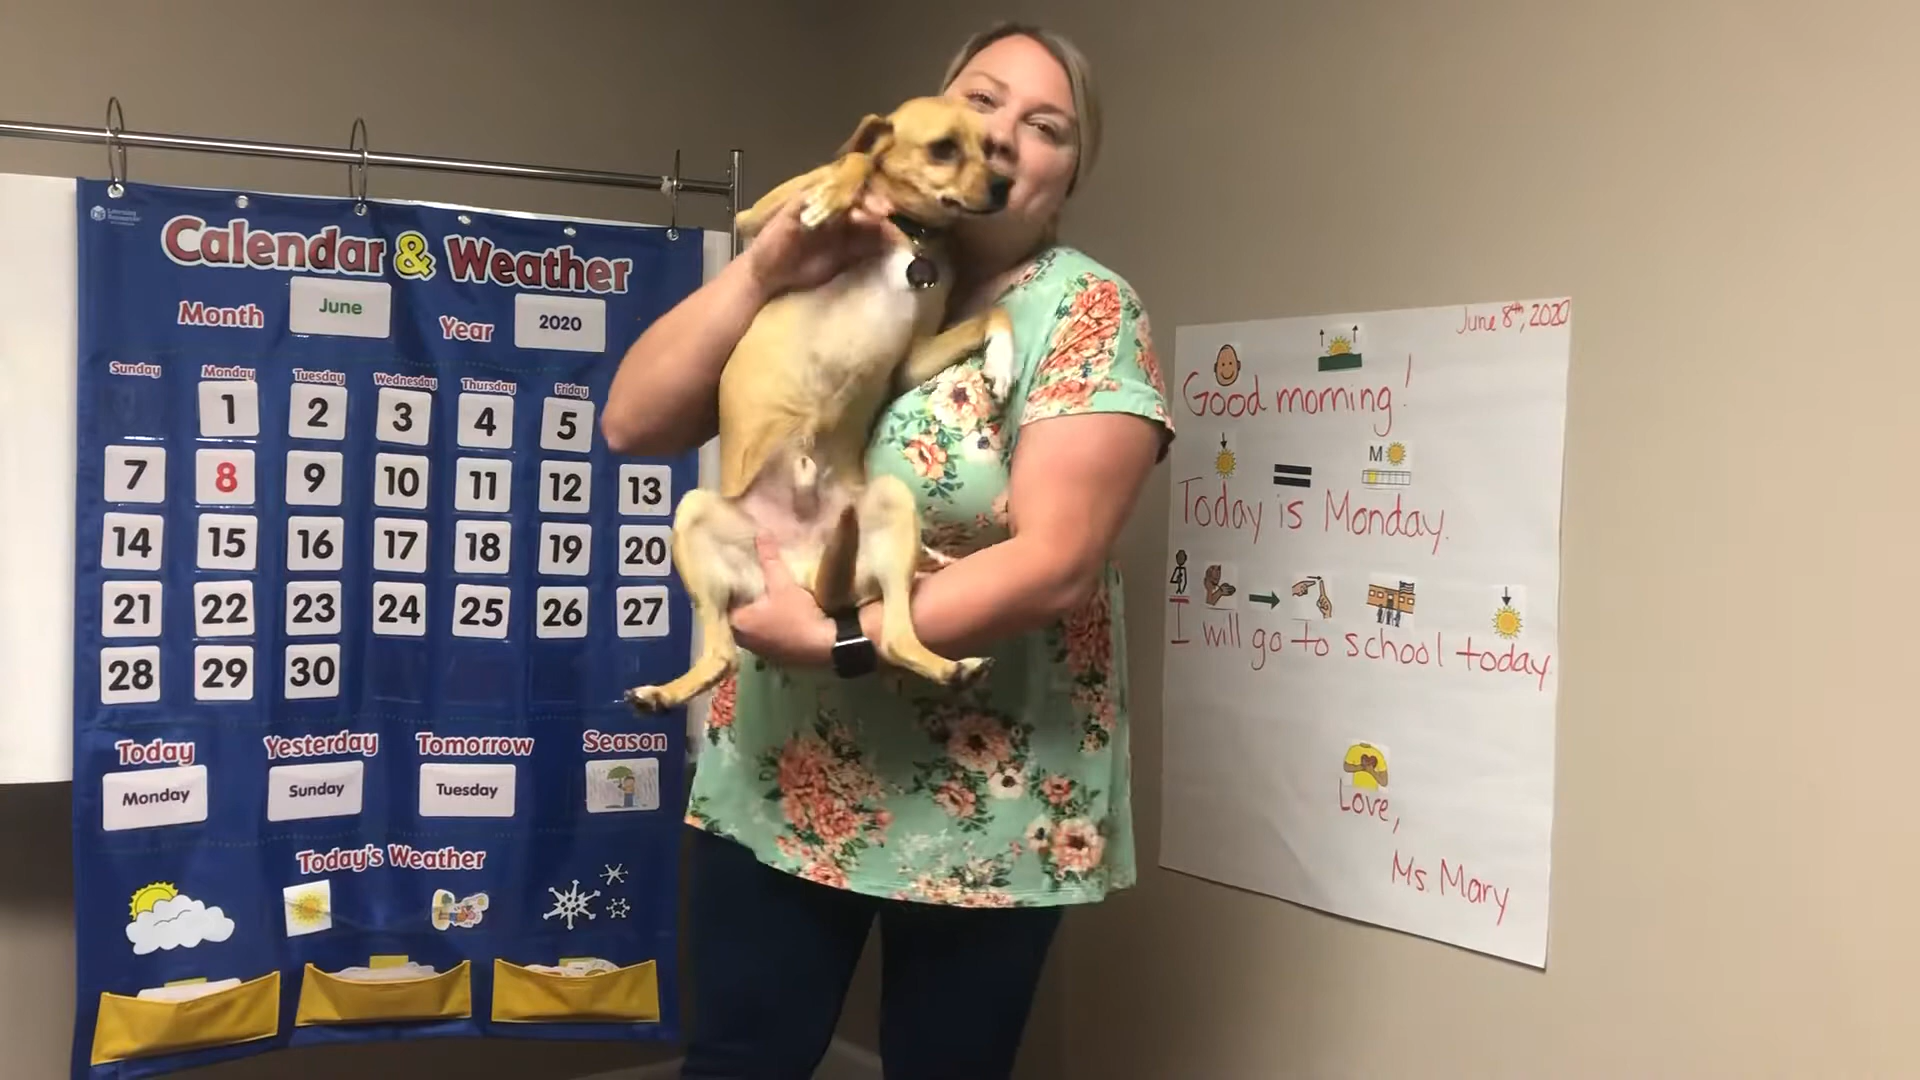 Learning Resources
Calendar & Weather
Month June Year 2020
Sunday Monday Tuesday Wednesday Thursday Friday
1 2 3 4 5
7 8 9 10 11 12 13
14 15 16 17 18 19 20
21 22 23 24 25 26 27
28 29 30
Today Yesterday Tomorrow Season
Monday Sunday Tuesday
Today's Weather
June 8th, 2020
Good morning!
M
Today is Monday.
I will go to school today.
Love,
Ms. Mary